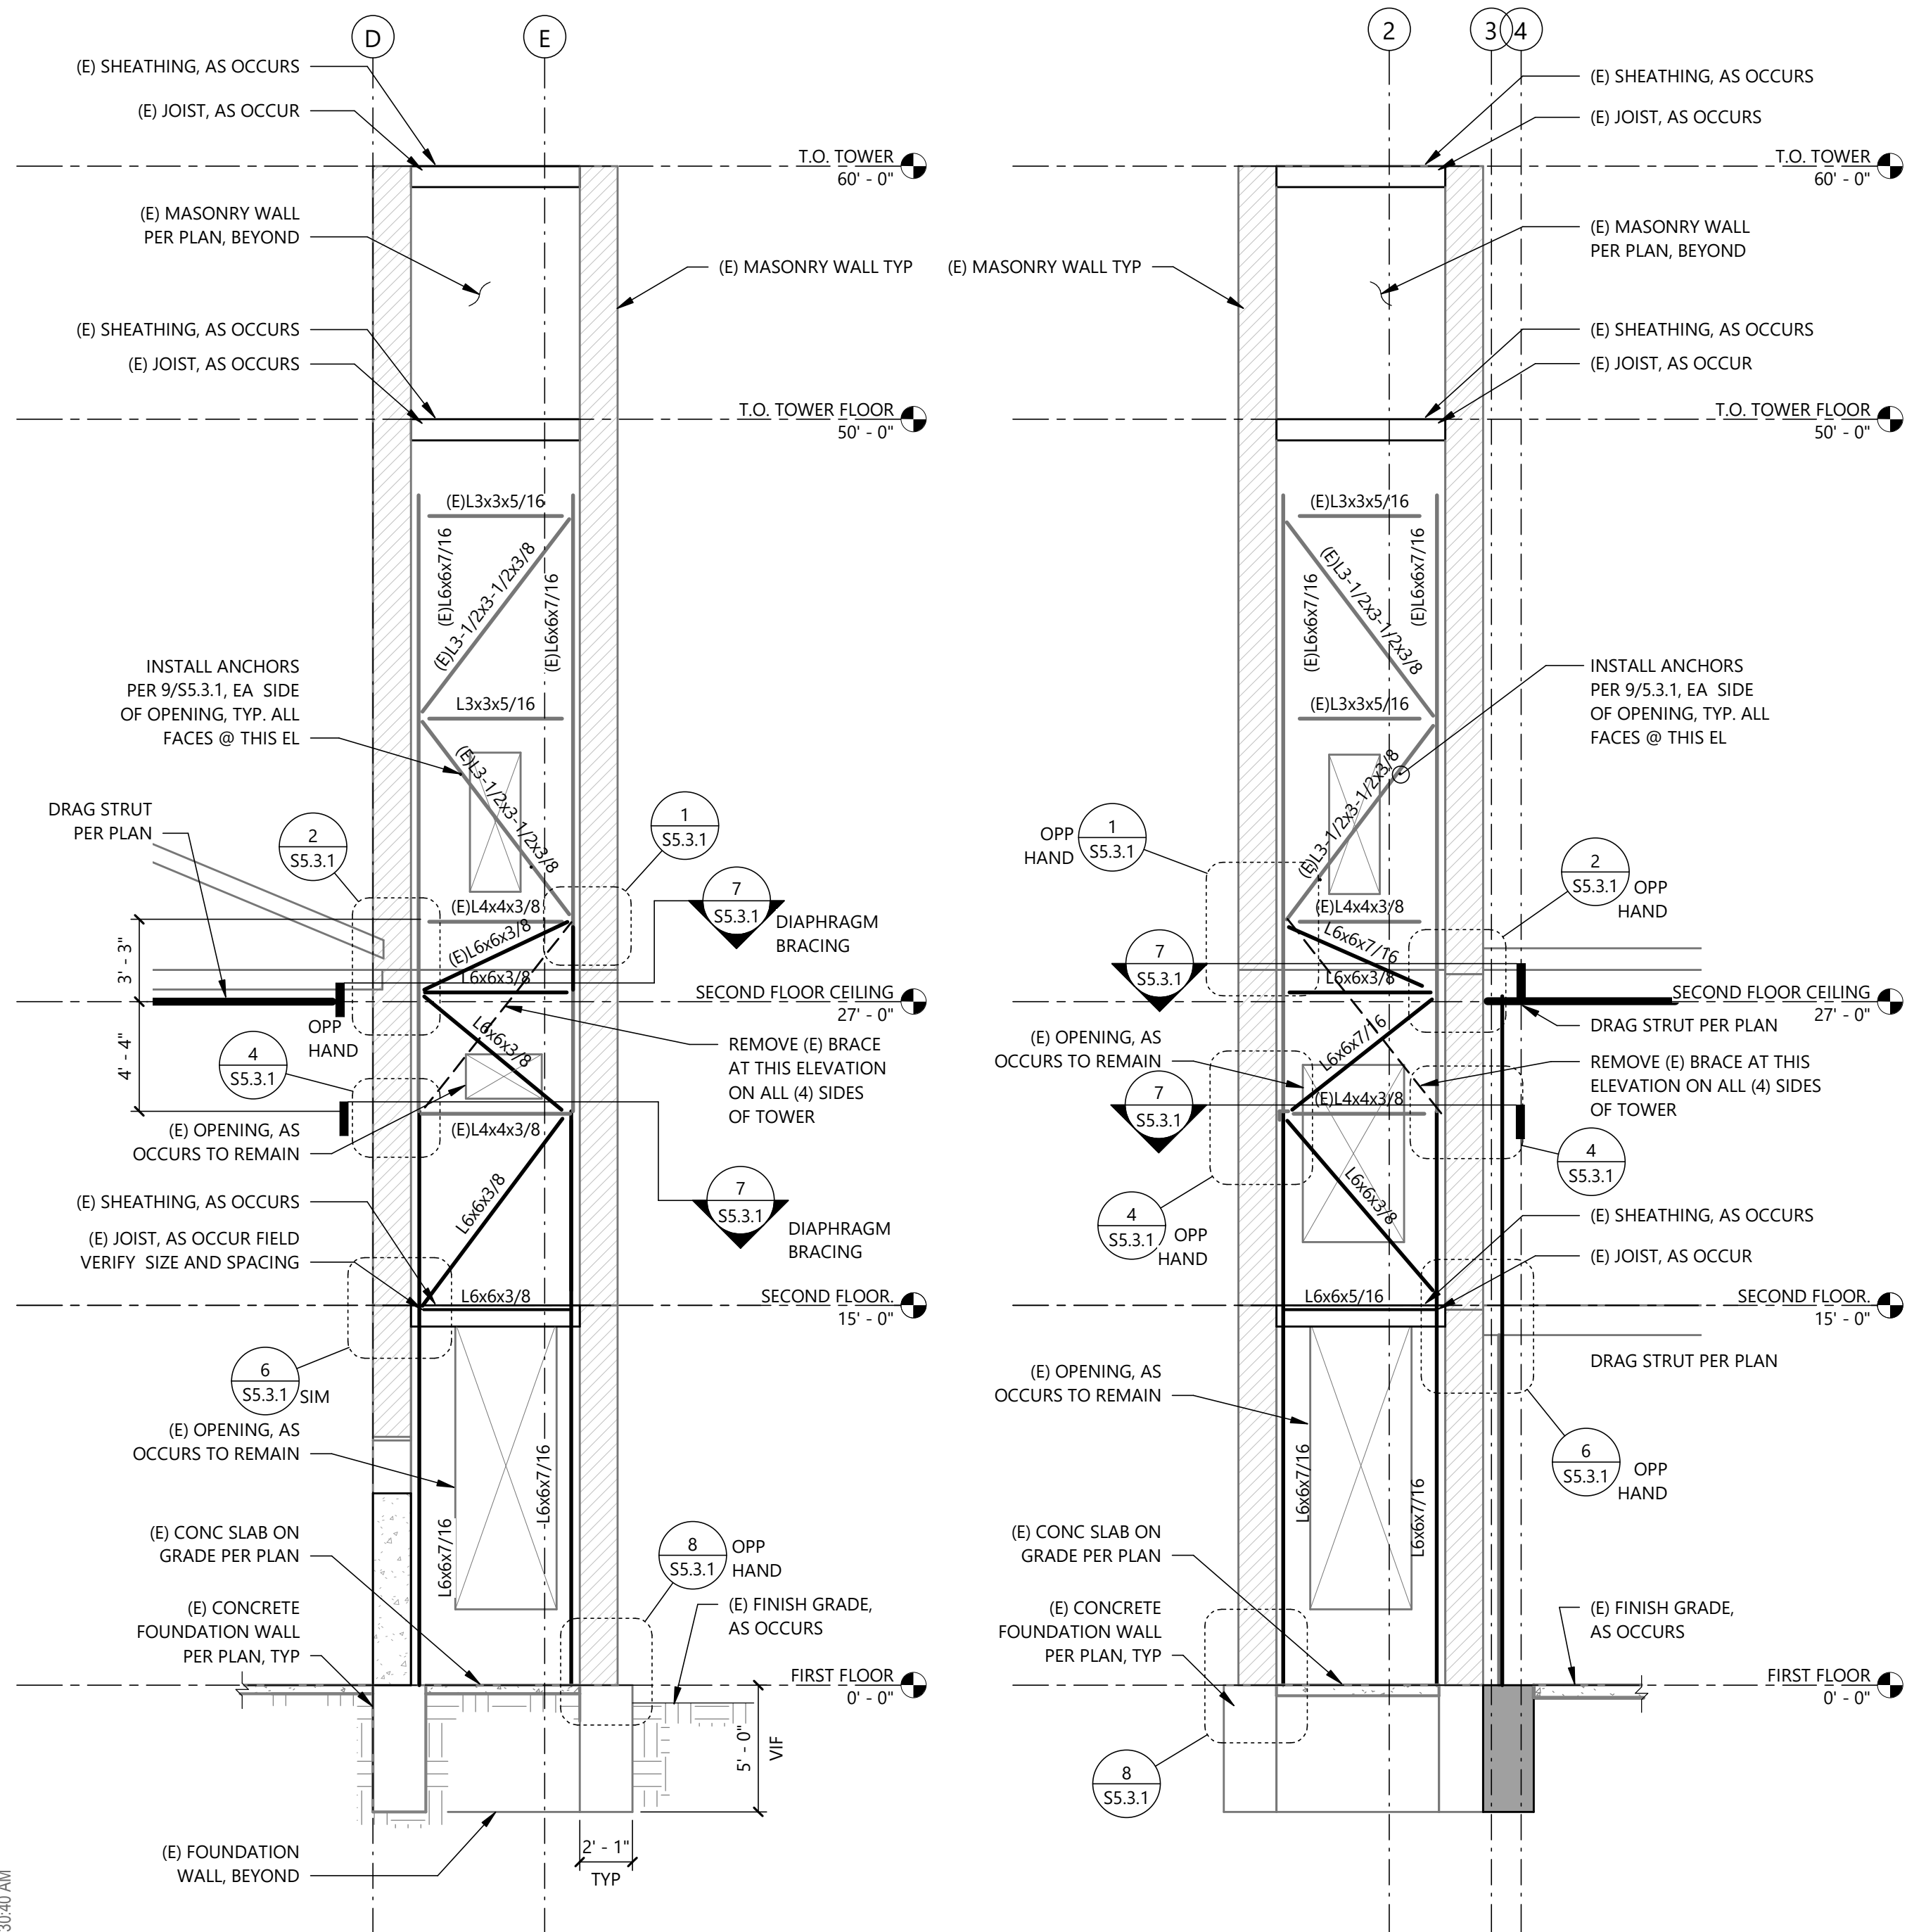 D
E
(E) SHEATHING, AS OCCURS
(E) JOIST, AS OCCUR
T.O. TOWER
60' - 0"
(E) MASONRY WALL
PER PLAN, BEYOND
(E) MASONRY WALL TYP
(E) SHEATHING, AS OCCURS
(E) JOIST, AS OCCURS
T.O. TOWER FLOOR
50' - 0"
(E)L3x3x5/16
(E)L6x6x7/16
(E)L3-1/2x3-1/2x3/8
(E)L6x6x7/16
INSTALL ANCHORS
PER 9/S5.3.1, EA SIDE
OF OPENING, TYP. ALL
FACES @ THIS EL
L3x3x5/16
(E)L3-1/2x3-1/2x3/8
DRAG STRUT
PER PLAN
2
S5.3.1
1
S5.3.1
7
S5.3.1
DIAPHRAGM
BRACING
(E)L4x4x3/8
(E)L6x6x3/8
L6x6x3/8
3' - 3"
4' - 4"
SECOND FLOOR CEILING
27' - 0"
OPP
HAND
4
S5.3.1
L6x6x3/8
REMOVE (E) BRACE
AT THIS ELEVATION
ON ALL (4) SIDES
OF TOWER
(E) OPENING, AS
OCCURS TO REMAIN
(E)L4x4x3/8
L6x6x3/8
7
S5.3.1
DIAPHRAGM
BRACING
(E) SHEATHING, AS OCCURS
(E) JOIST, AS OCCUR FIELD
VERIFY SIZE AND SPACING
L6x6x3/8
SECOND FLOOR.
15' - 0"
6
S5.3.1
SIM
(E) OPENING, AS
OCCURS TO REMAIN
L6x6x7/16
L6x6x7/16
(E) CONC SLAB ON
GRADE PER PLAN
8
S5.3.1
OPP
HAND
(E) CONCRETE
FOUNDATION WALL
PER PLAN, TYP
(E) FINISH GRADE,
AS OCCURS
FIRST FLOOR
0' - 0"
5' - 0"
VIF
(E) FOUNDATION
WALL, BEYOND
2' - 1"
TYP
30:40 AM
2
3
4
(E) SHEATHING, AS OCCURS
(E) JOIST, AS OCCURS
T.O. TOWER
60' - 0"
(E) MASONRY WALL TYP
(E) MASONRY WALL
PER PLAN, BEYOND
(E) SHEATHING, AS OCCURS
(E) JOIST, AS OCCUR
T.O. TOWER FLOOR
50' - 0"
(E)L3x3x5/16
(E)L6x6x7/16
(E)L3-1/2x3-1/2x3/8
(E)L6x6x7/16
(E)L3x3x5/16
(E)L3-1/2x3-1/2x3/8
INSTALL ANCHORS
PER 9/5.3.1, EA SIDE
OF OPENING, TYP. ALL
FACES @ THIS EL
OPP
HAND
1
S5.3.1
2
S5.3.1
OPP
HAND
(E)L4x4x3/8
L6x6x7/16
L6x6x3/8
7
S5.3.1
SECOND FLOOR CEILING
27' - 0"
DRAG STRUT PER PLAN
(E) OPENING, AS
OCCURS TO REMAIN
L6x6x7/16
REMOVE (E) BRACE AT THIS
ELEVATION ON ALL (4) SIDES
OF TOWER
7
S5.3.1
(E)L4x4x3/8
4
S5.3.1
4
S5.3.1
OPP
HAND
L6x6x3/8
(E) SHEATHING, AS OCCURS
(E) JOIST, AS OCCUR
L6x6x5/16
SECOND FLOOR.
15' - 0"
DRAG STRUT PER PLAN
(E) OPENING, AS
OCCURS TO REMAIN
6
S5.3.1
OPP
HAND
L6x6x7/16
L6x6x7/16
(E) CONC SLAB ON
GRADE PER PLAN
(E) CONCRETE
FOUNDATION WALL
PER PLAN, TYP
(E) FINISH GRADE,
AS OCCURS
FIRST FLOOR
0' - 0"
8
S5.3.1